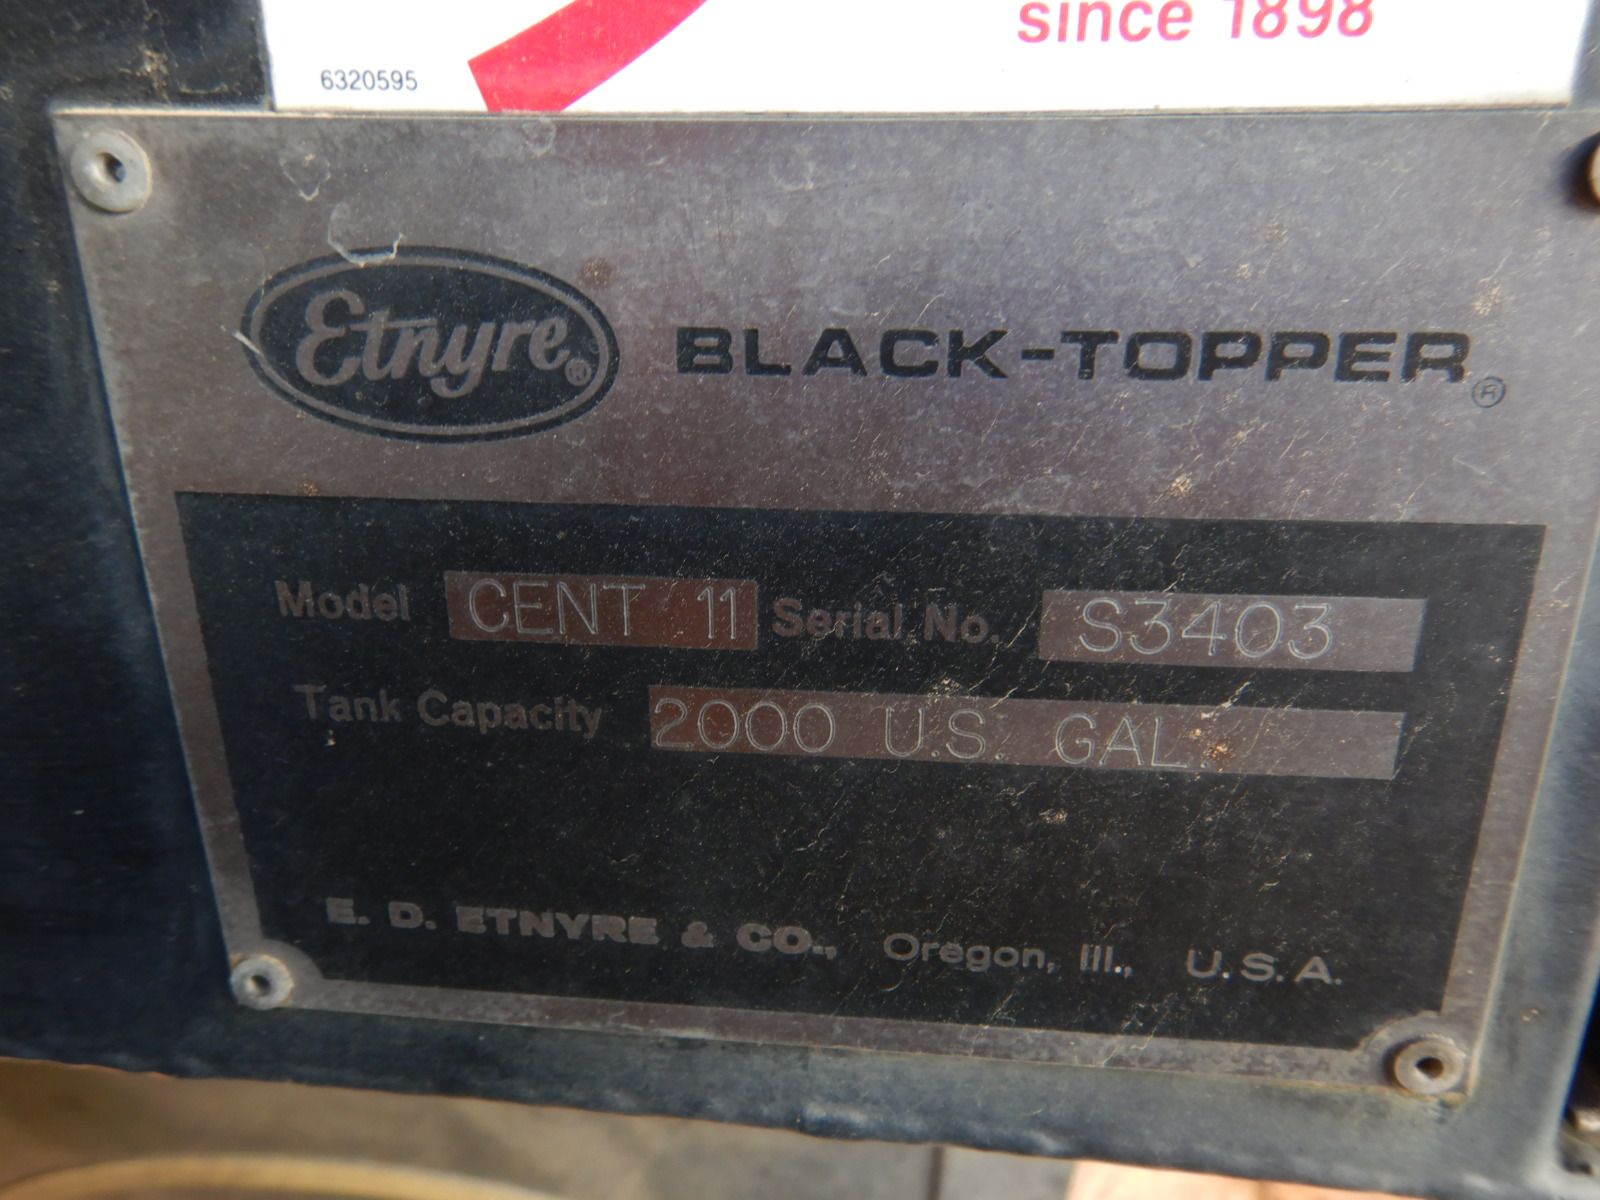 since 1898
6320595
Etnyre® BLACK-TOPPER®
Model CENT 11 Serial No. S3403
Tank Capacity 2000 U.S. GAL.
E. D. ETNYRE & CO., Oregon, Ill., U.S.A.